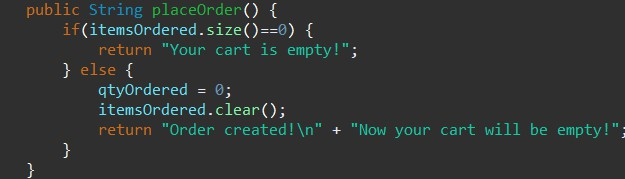 public String placeOrder() {
if(itemsOrdered.size()==0) {
return "Your cart is empty!";
} else {
qtyOrdered = 0;
itemsOrdered.clear();
return "Order created!\n" + "Now your cart will be empty!";
}
}